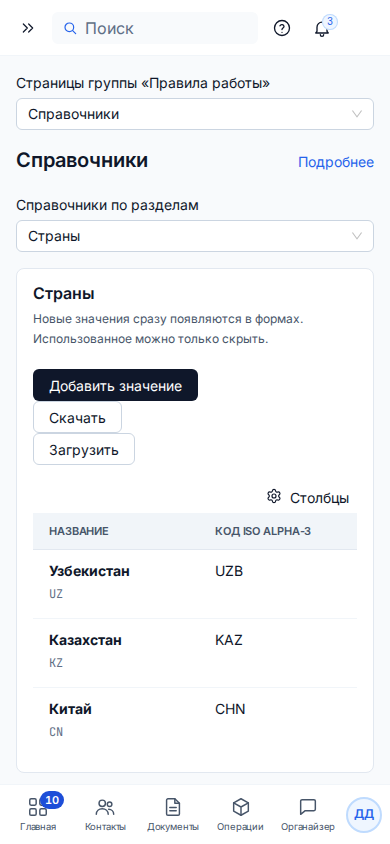 Поиск
3
Страницы группы «Правила работы»
Справочники
Справочники
Подробнее
Справочники по разделам
Страны
Страны
Новые значения сразу появляются в формах.
Использованное можно только скрыть.
Добавить значение
Скачать
Загрузить
Столбцы
НАЗВАНИЕ КОД ISO ALPHA-3
Узбекистан UZB
UZ
Казахстан KAZ
KZ
Китай CHN
CN
10
Главная Контакты Документы Операции Органайзер ДД